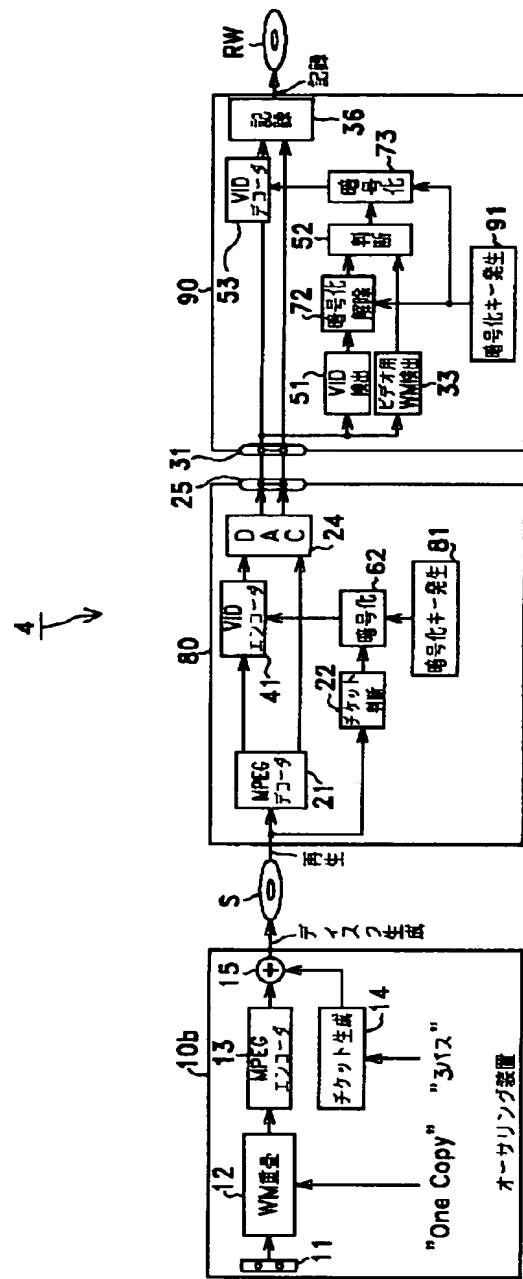 4
10b
11
12
WM重畳
13
MPEG
エンコーダ
15
14
チケット生成
"One Copy"
"3パス"
オーサリング装置
S
ディスク生成
再生
80
21
MPEG
デコーダ
22
チケット
判断
41
VID
エンコーダ
62
暗号化
81
暗号化キー発生
24
DAC
25
31
90
51
VID
検出
33
ビデオ用
WM検出
72
暗号化
解除
52
判断
53
VID
デコーダ
73
暗号化
91
暗号化キー発生
36
記録
記録
RW